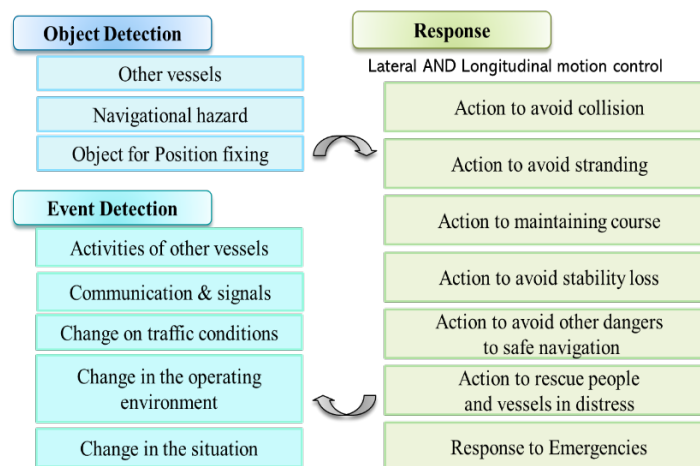 Object Detection
Other vessels
Navigational hazard
Object for Position fixing
Event Detection
Activities of other vessels
Communication & signals
Change on traffic conditions
Change in the operating
environment
Change in the situation
Response
Lateral AND Longitudinal motion control
Action to avoid collision
Action to avoid stranding
Action to maintaining course
Action to avoid stability loss
Action to avoid other dangers
to safe navigation
Action to rescue people
and vessels in distress
Response to Emergencies